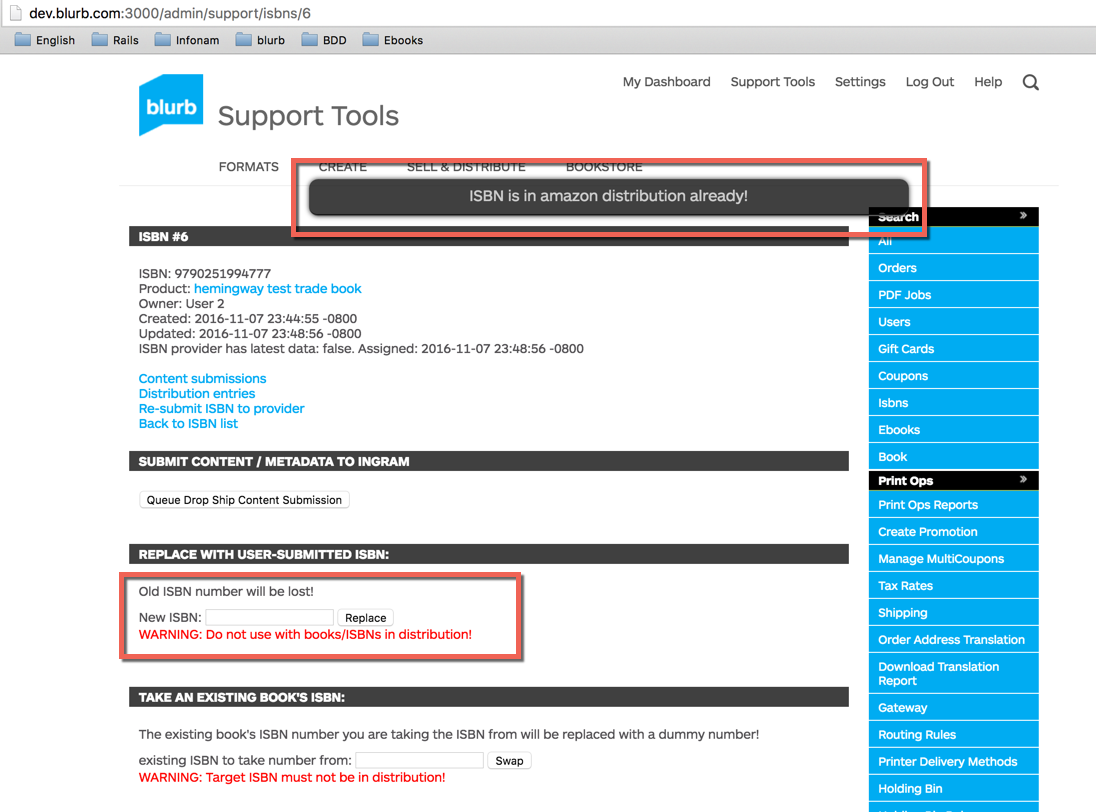 dev.blurb.com:3000/admin/support/isbns/6
English Rails Infonam blurb BDD Ebooks
My Dashboard Support Tools Settings Log Out Help
blurb Support Tools
FORMATS CREATE SELL & DISTRIBUTE BOOKSTORE
ISBN is in amazon distribution already!
ISBN #6
ISBN: 9790251994777
Product: hemingway test trade book
Owner: User 2
Created: 2016-11-07 23:44:55 -0800
Updated: 2016-11-07 23:48:56 -0800
ISBN provider has latest data: false. Assigned: 2016-11-07 23:48:56 -0800
Content submissions
Distribution entries
Re-submit ISBN to provider
Back to ISBN list
SUBMIT CONTENT / METADATA TO INGRAM
Queue Drop Ship Content Submission
REPLACE WITH USER-SUBMITTED ISBN:
Old ISBN number will be lost!
New ISBN: Replace
WARNING: Do not use with books/ISBNs in distribution!
TAKE AN EXISTING BOOK'S ISBN:
The existing book's ISBN number you are taking the ISBN from will be replaced with a dummy number!
existing ISBN to take number from: Swap
WARNING: Target ISBN must not be in distribution!
Search »
All
Orders
PDF Jobs
Users
Gift Cards
Coupons
Isbns
Ebooks
Book
Print Ops »
Print Ops Reports
Create Promotion
Manage MultiCoupons
Tax Rates
Shipping
Order Address Translation
Download Translation
Report
Gateway
Routing Rules
Printer Delivery Methods
Holding Bin